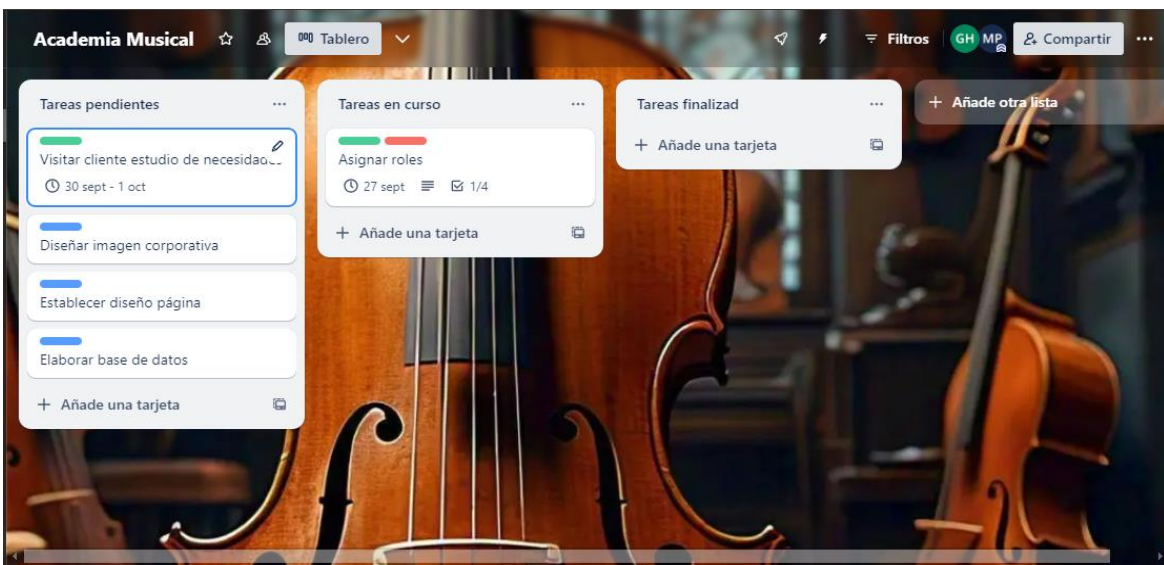 Academia Musical
Tablero
Filtros
GH
MP
Compartir
Tareas pendientes
Visitar cliente estudio de necesidades
30 sept - 1 oct
Diseñar imagen corporativa
Establecer diseño página
Elaborar base de datos
+ Añade una tarjeta
Tareas en curso
Asignar roles
27 sept
1/4
+ Añade una tarjeta
Tareas finalizad
+ Añade una tarjeta
+ Añade otra lista